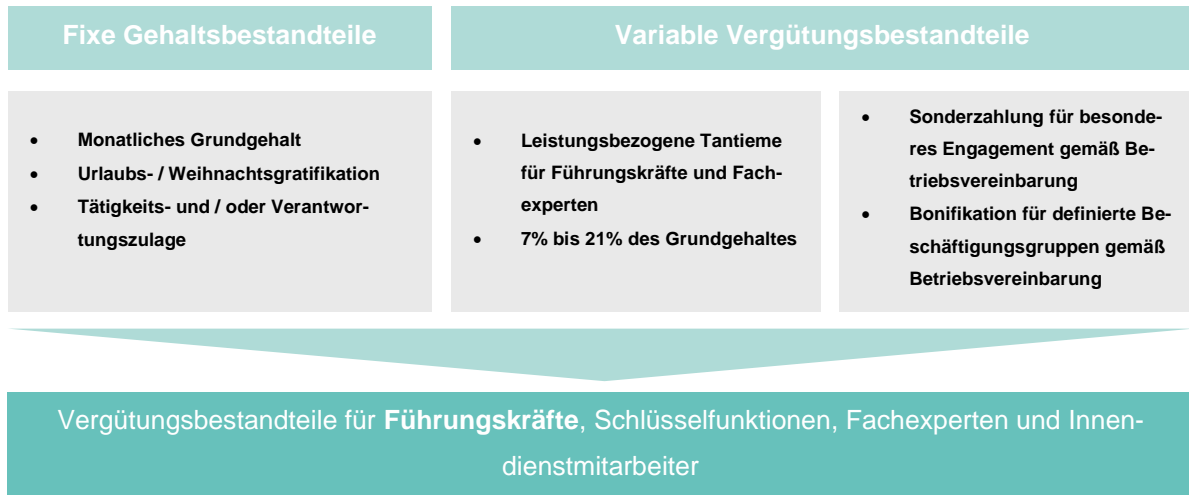 Fixe Gehaltsbestandteile
Variable Vergütungsbestandteile
• Monatliches Grundgehalt
• Urlaubs- / Weihnachtsgratifikation
• Tätigkeits- und / oder Verantwor-
tungszulage
• Leistungsbezogene Tantieme
für Führungskräfte und Fach-
experten
• 7% bis 21% des Grundgehaltes
• Sonderzahlung für besonde-
res Engagement gemäß Be-
triebsvereinbarung
• Bonifikation für definierte Be-
schäftigungsgruppen gemäß
Betriebsvereinbarung
Vergütungsbestandteile für Führungskräfte, Schlüsselfunktionen, Fachexperten und Innen-
dienstmitarbeiter